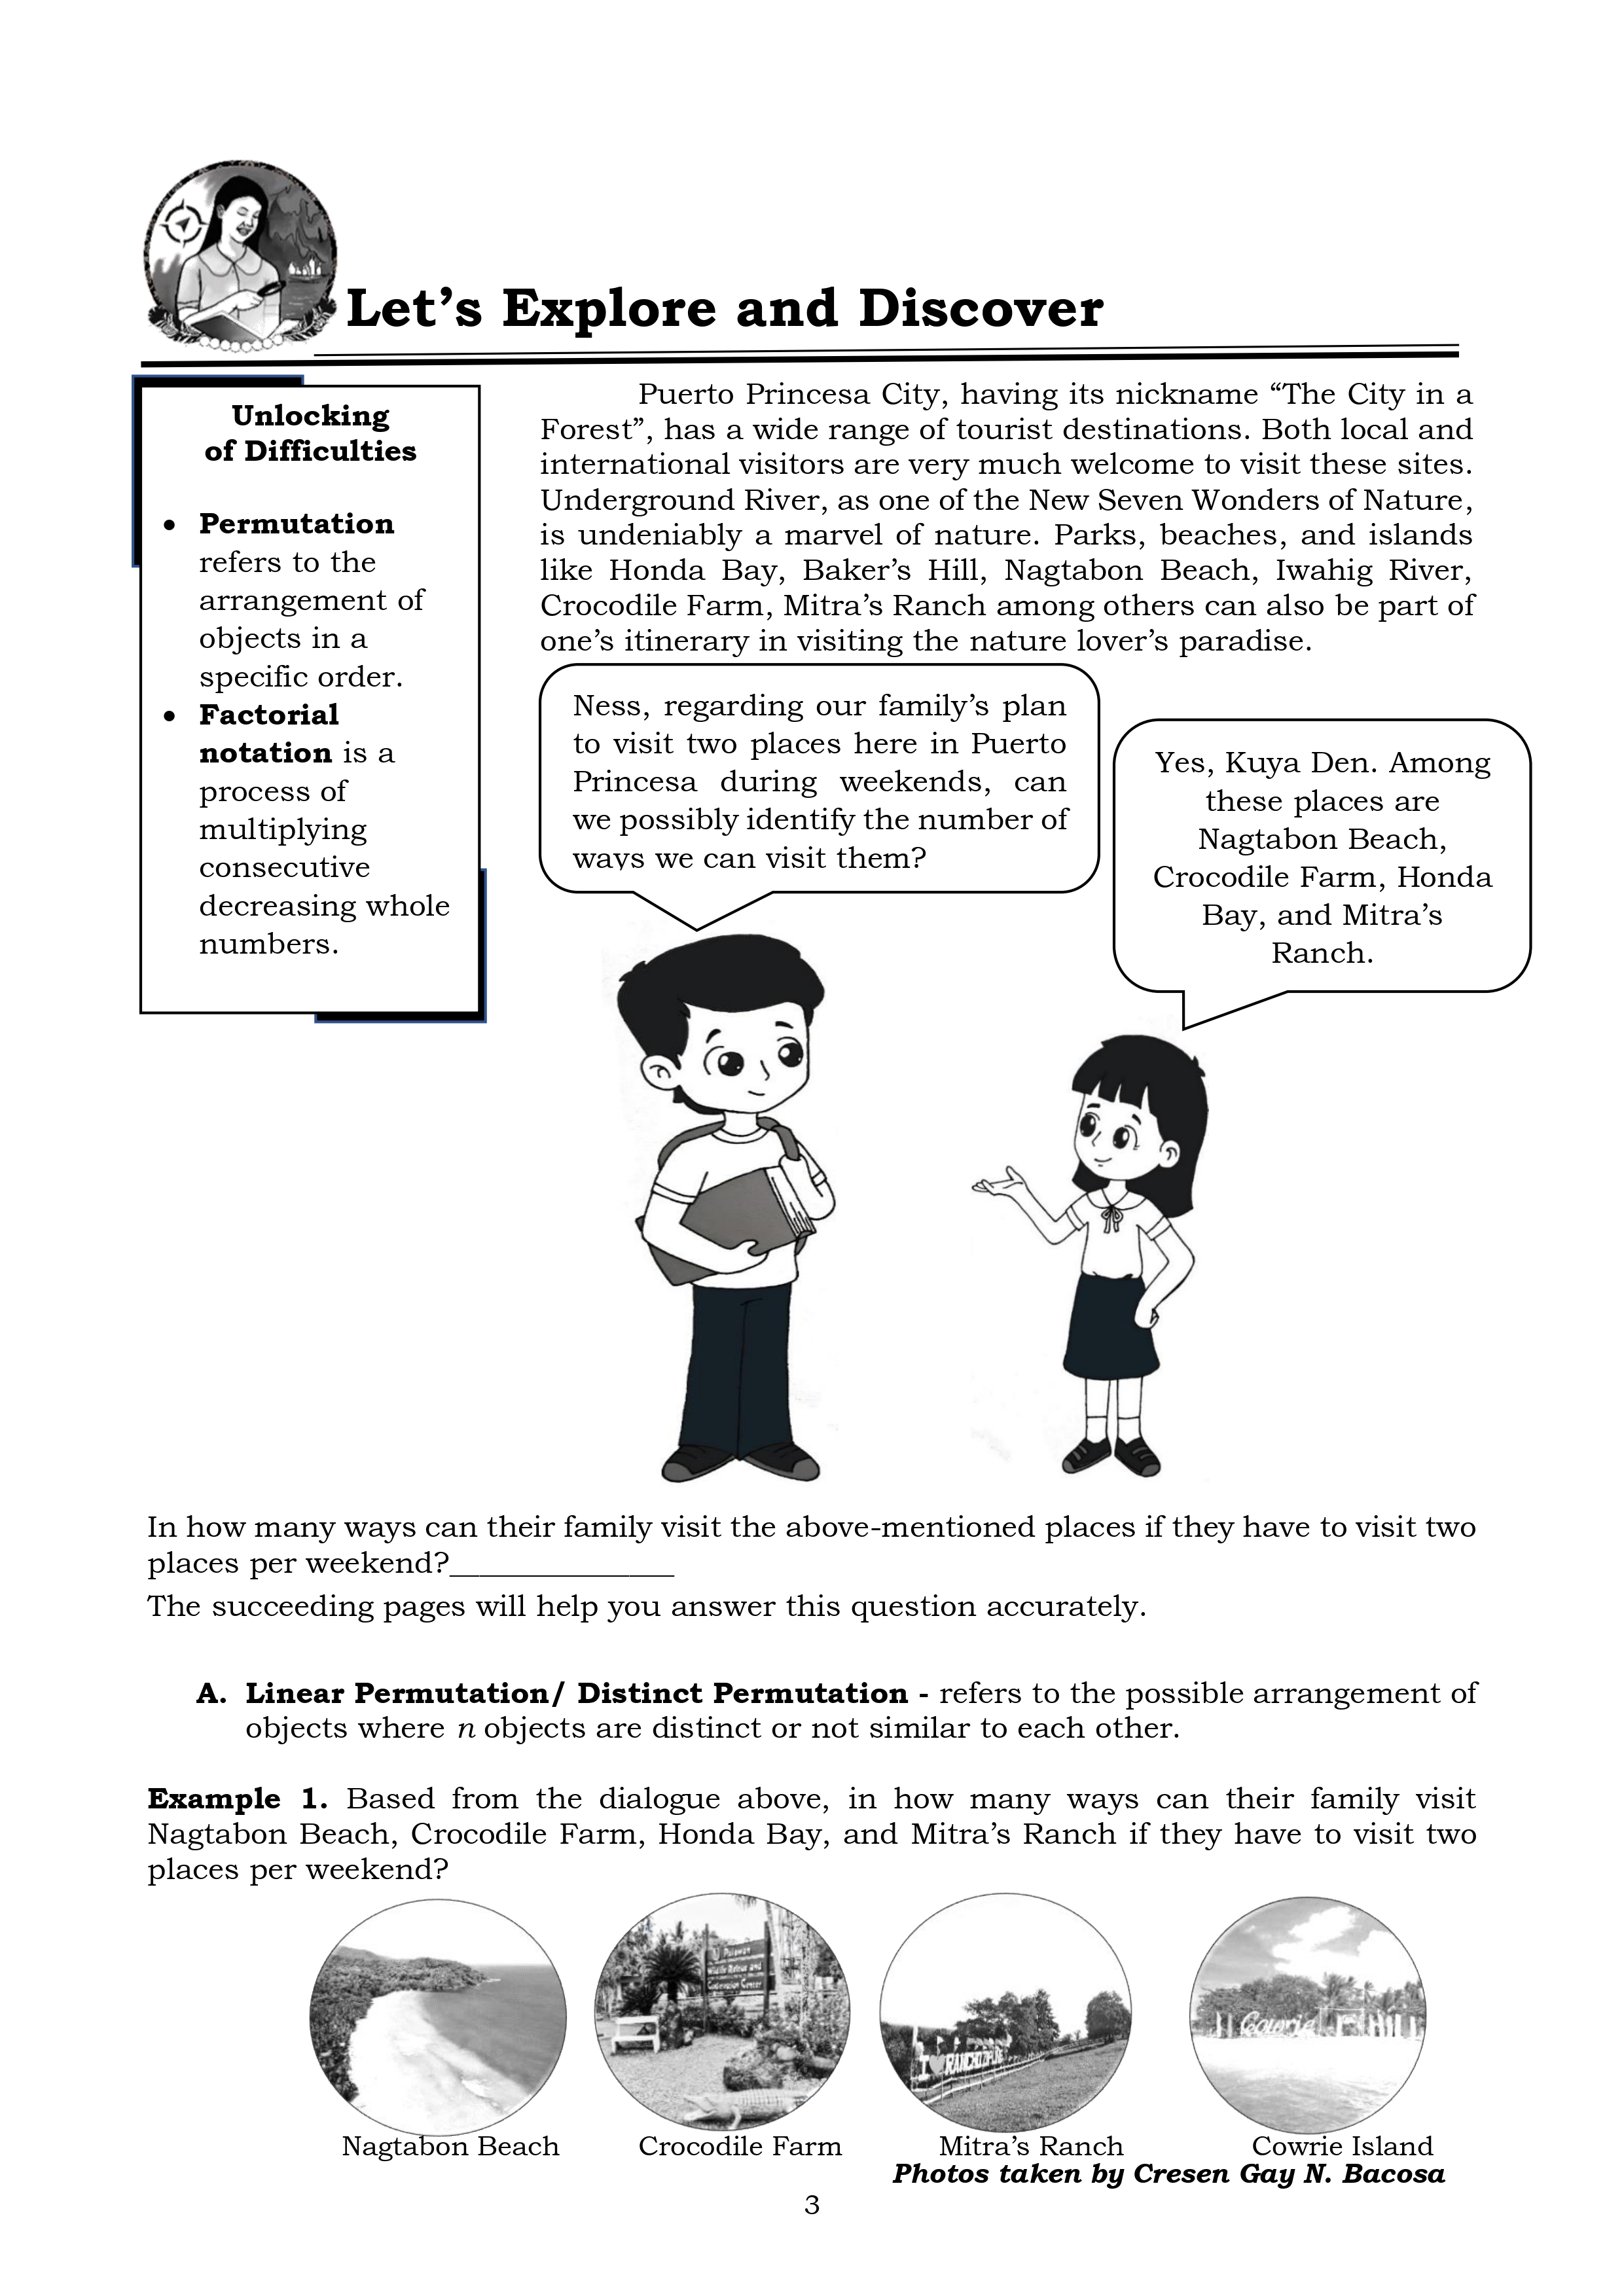 Let’s Explore and Discover
Unlocking
of Difficulties
• Permutation
refers to the
arrangement of
objects in a
specific order.
• Factorial
notation is a
process of
multiplying
consecutive
decreasing whole
numbers.
Puerto Princesa City, having its nickname “The City in a
Forest”, has a wide range of tourist destinations. Both local and
international visitors are very much welcome to visit these sites.
Underground River, as one of the New Seven Wonders of Nature,
is undeniably a marvel of nature. Parks, beaches, and islands
like Honda Bay, Baker’s Hill, Nagtabon Beach, Iwahig River,
Crocodile Farm, Mitra’s Ranch among others can also be part of
one’s itinerary in visiting the nature lover’s paradise.
Ness, regarding our family’s plan
to visit two places here in Puerto
Princesa during weekends, can
we possibly identify the number of
ways we can visit them?
Yes, Kuya Den. Among
these places are
Nagtabon Beach,
Crocodile Farm, Honda
Bay, and Mitra’s
Ranch.
In how many ways can their family visit the above-mentioned places if they have to visit two
places per weekend?_______________
The succeeding pages will help you answer this question accurately.
A. Linear Permutation/ Distinct Permutation - refers to the possible arrangement of
objects where n objects are distinct or not similar to each other.
Example 1. Based from the dialogue above, in how many ways can their family visit
Nagtabon Beach, Crocodile Farm, Honda Bay, and Mitra’s Ranch if they have to visit two
places per weekend?
Palawan
Wildlife Rescue and
Conservation Center
Cowrie
Nagtabon Beach
Crocodile Farm
Mitra’s Ranch
Cowrie Island
Photos taken by Cresen Gay N. Bacosa
3